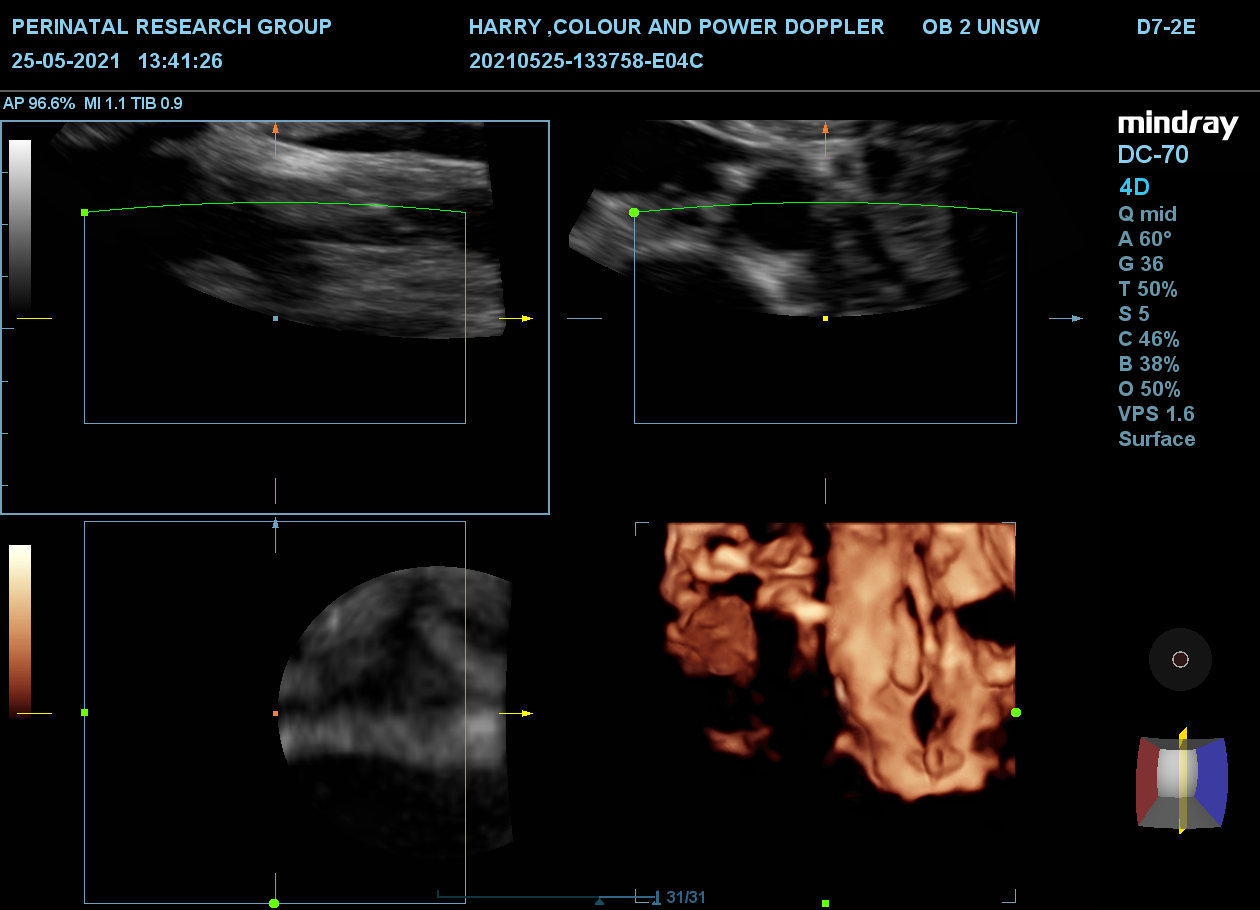 PERINATAL RESEARCH GROUP
HARRY ,COLOUR AND POWER DOPPLER
OB 2 UNSW
D7-2E
25-05-2021 13:41:26
20210525-133758-E04C
AP 96.6% MI 1.1 TIB 0.9
mindray
DC-70
4D
Q mid
A 60°
G 36
T 50%
S 5
C 46%
B 38%
O 50%
VPS 1.6
Surface
31/31